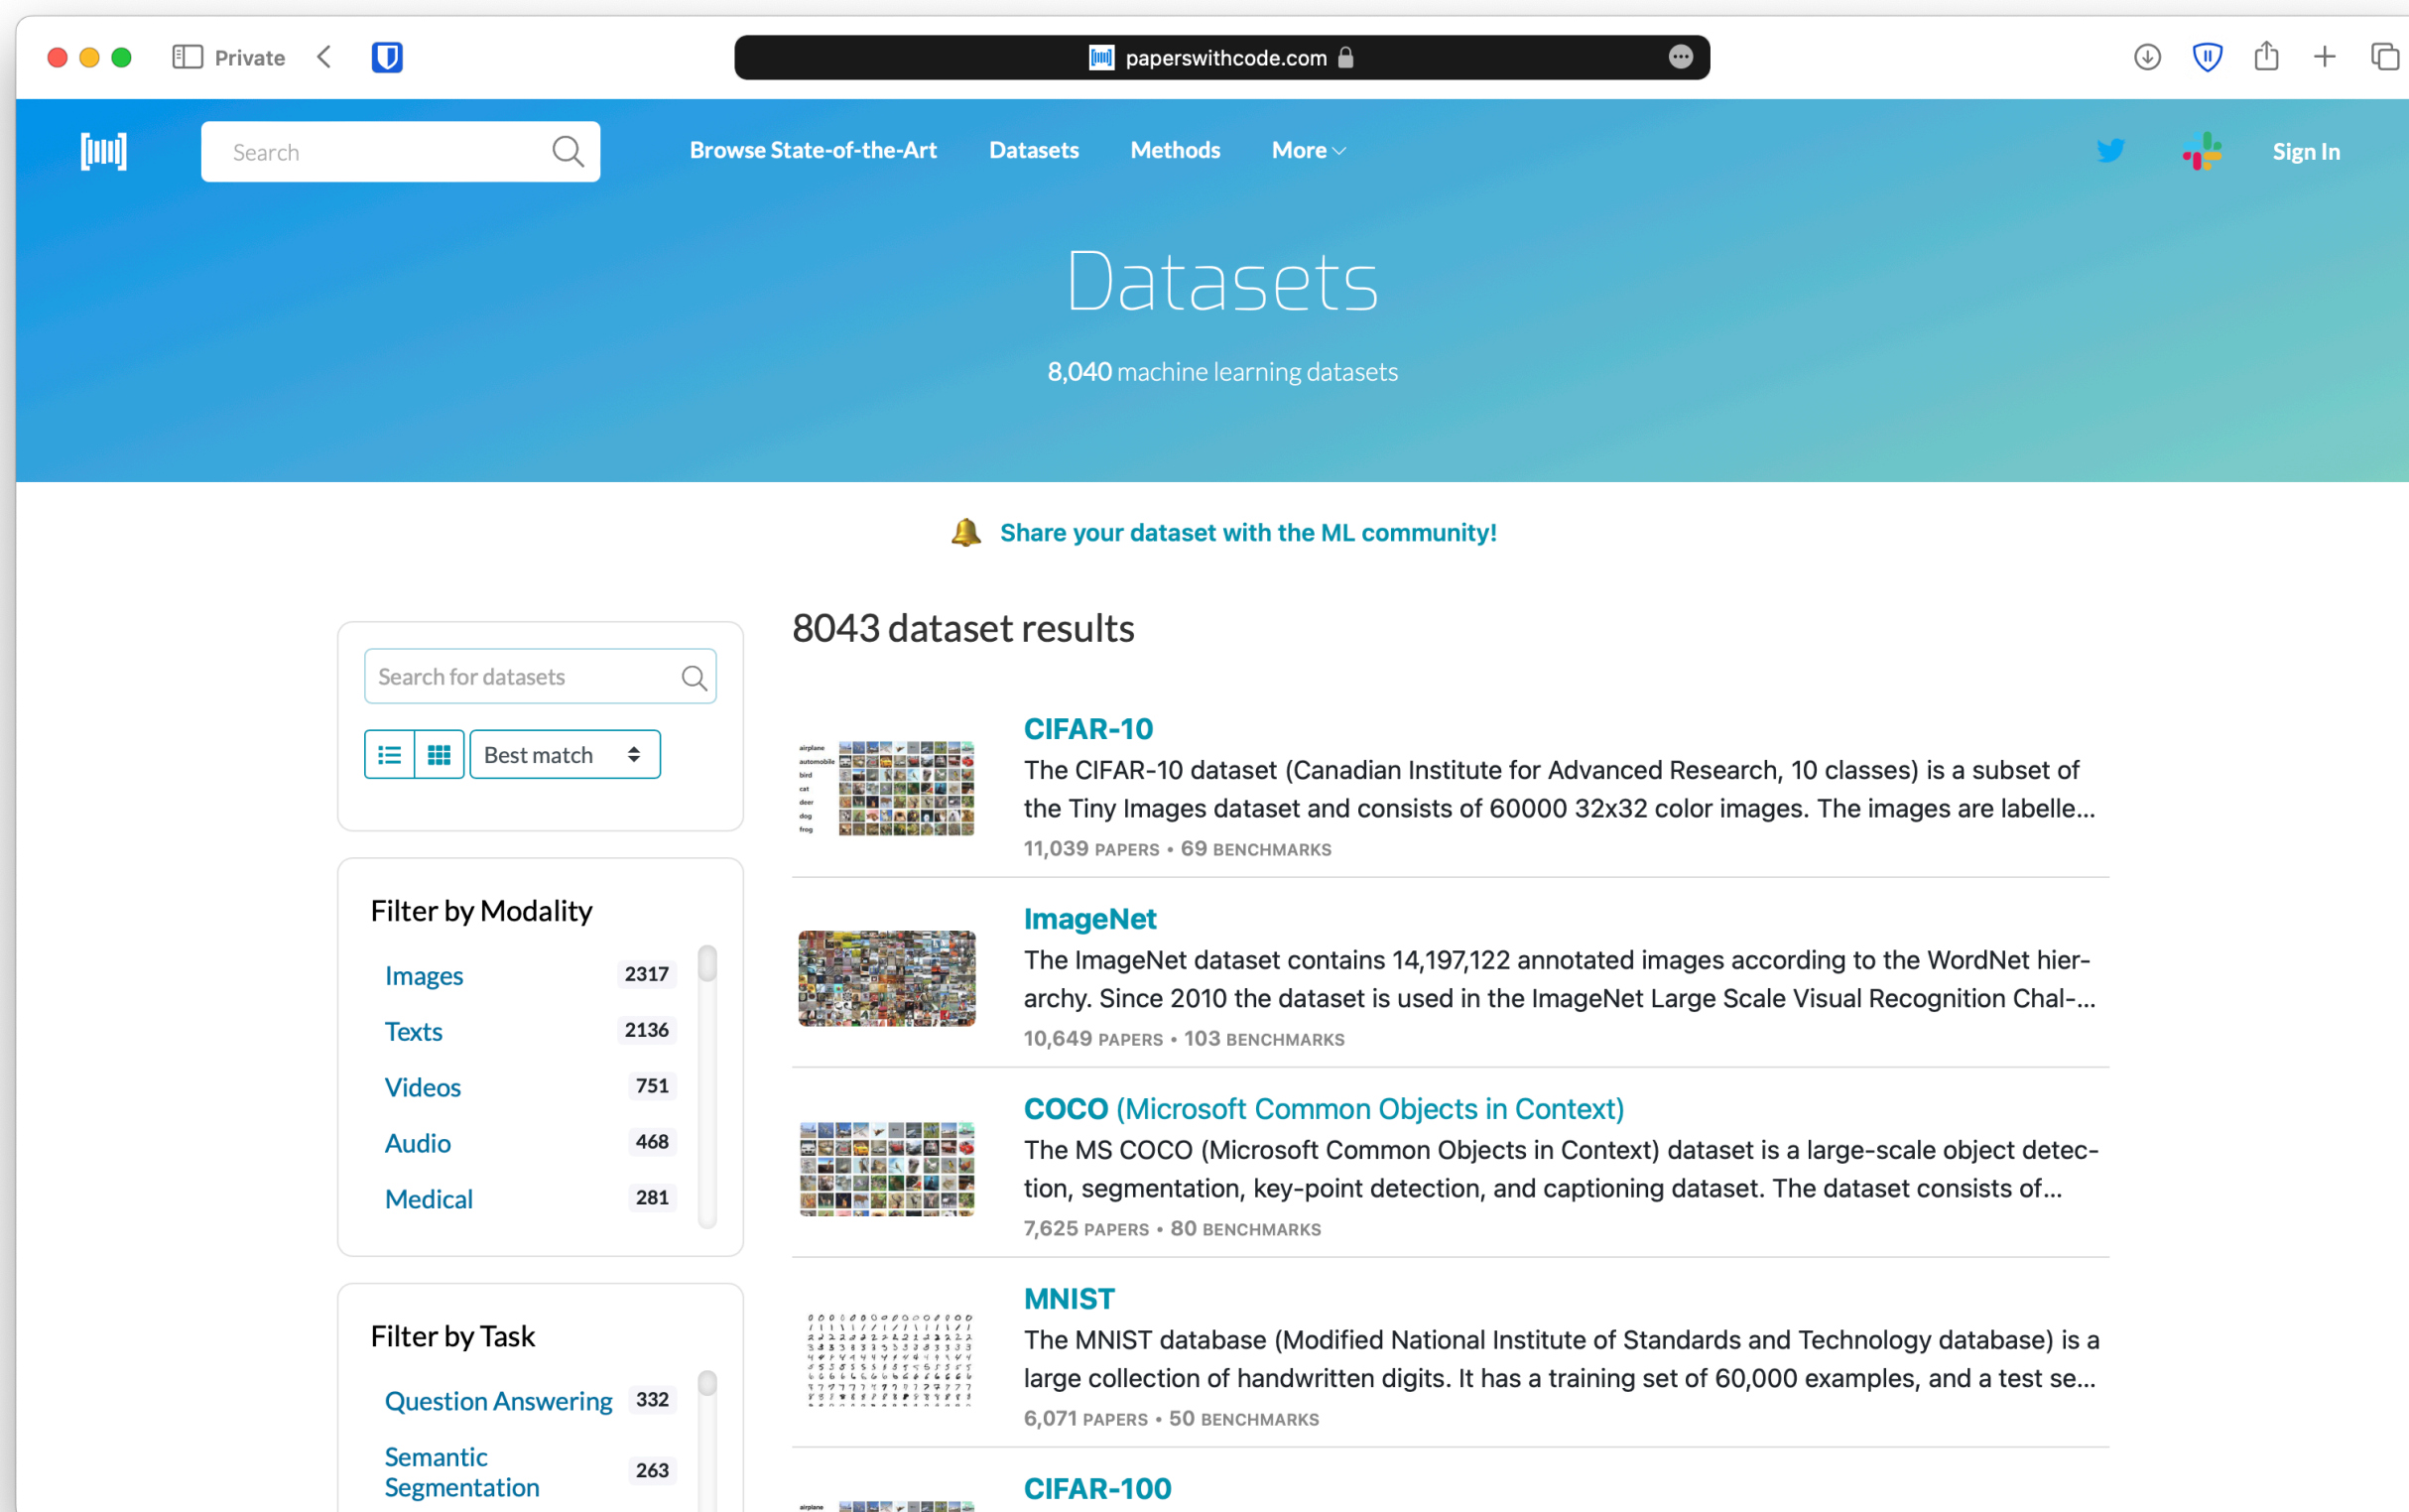 Private
paperswithcode.com
Search
Browse State-of-the-Art
Datasets
Methods
More
Sign In
Datasets
8,040 machine learning datasets
Share your dataset with the ML community!
Search for datasets
Best match
Filter by Modality
Images 2317
Texts 2136
Videos 751
Audio 468
Medical 281
Filter by Task
Question Answering 332
Semantic
Segmentation 263
8043 dataset results
airplane
automobile
bird
cat
deer
dog
frog
CIFAR-10
The CIFAR-10 dataset (Canadian Institute for Advanced Research, 10 classes) is a subset of
the Tiny Images dataset and consists of 60000 32x32 color images. The images are labelle...
11,039 PAPERS • 69 BENCHMARKS
ImageNet
The ImageNet dataset contains 14,197,122 annotated images according to the WordNet hier-
archy. Since 2010 the dataset is used in the ImageNet Large Scale Visual Recognition Chal-...
10,649 PAPERS • 103 BENCHMARKS
COCO (Microsoft Common Objects in Context)
The MS COCO (Microsoft Common Objects in Context) dataset is a large-scale object detec-
tion, segmentation, key-point detection, and captioning dataset. The dataset consists of...
7,625 PAPERS • 80 BENCHMARKS
MNIST
The MNIST database (Modified National Institute of Standards and Technology database) is a
large collection of handwritten digits. It has a training set of 60,000 examples, and a test se...
6,071 PAPERS • 50 BENCHMARKS
airplane
CIFAR-100